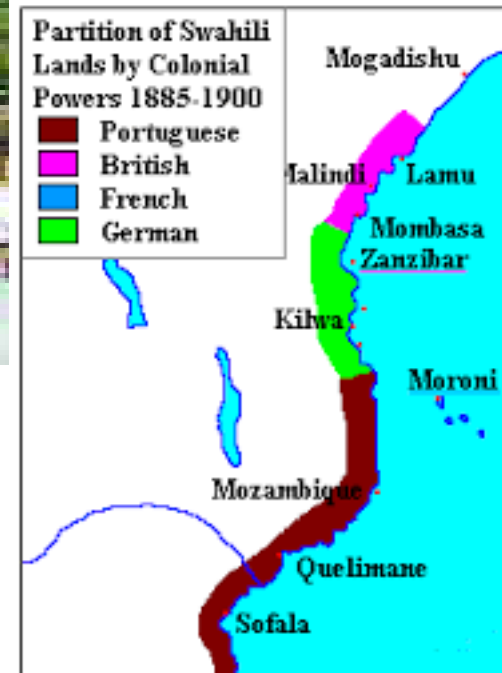 Partition of Swahili
Lands by Colonial
Powers 1885-1900
Portuguese
British
French
German
Mogadishu
Malindi
Lamu
Mombasa
Zanzibar
Kilwa
Moroni
Mozambique
Quelimane
Sofala